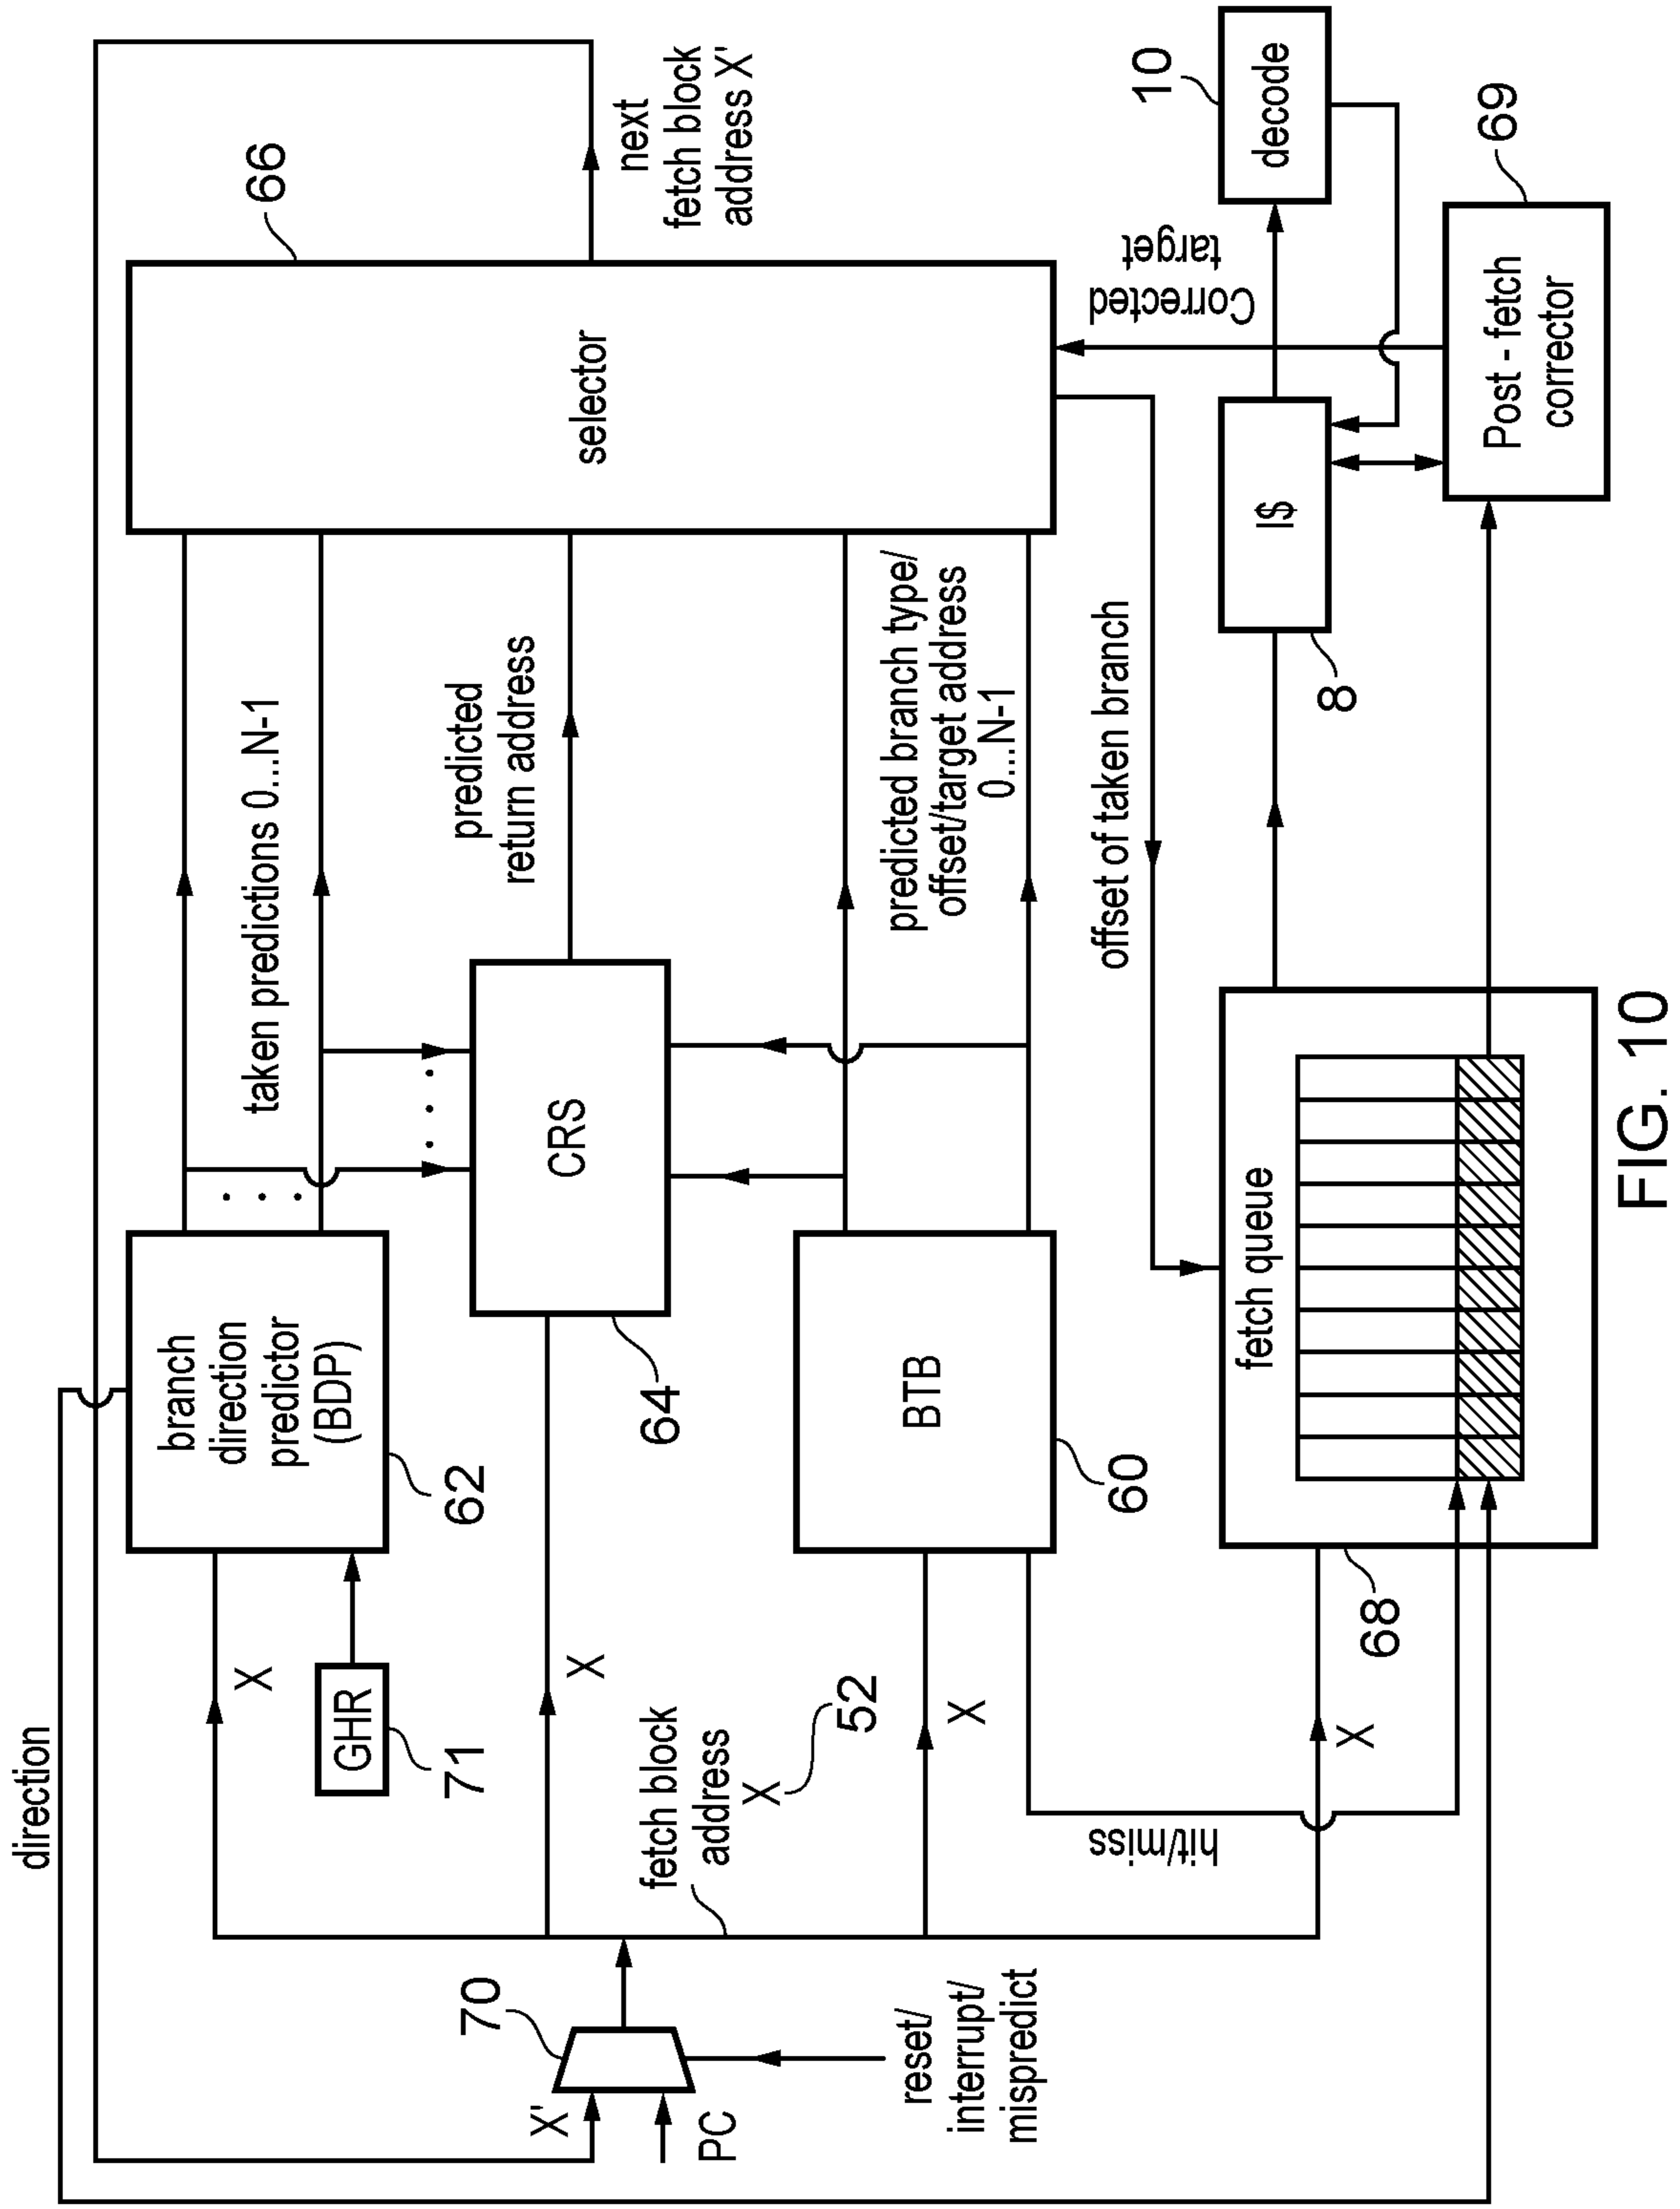 direction
X'
PC
70
reset/
interrupt/
mispredict
fetch block
address
X
52
X
GHR
71
X
X
X
hit/miss
branch
direction
predictor
(BDP)
62
CRS
64
BTB
60
fetch queue
68
taken predictions 0...N-1
predicted
return address
predicted branch type/
offset/target address
0...N-1
offset of taken branch
selector
66
next
fetch block
address X'
Corrected
target
I$
8
decode
10
Post - fetch
corrector
69
FIG. 10